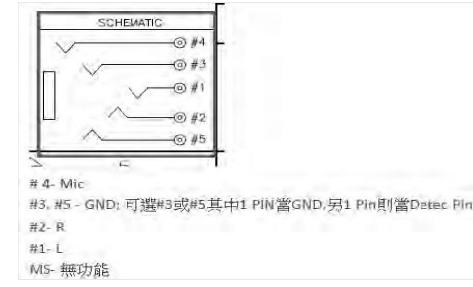 SCHEMATIC
#4
#3
#1
#2
#5
# 4- Mic
#3, #5 - GND; 可選#3或#5其中1 PIN當GND,另1 Pin則當Detec Pin
#2- R
#1- L
MS- 無功能